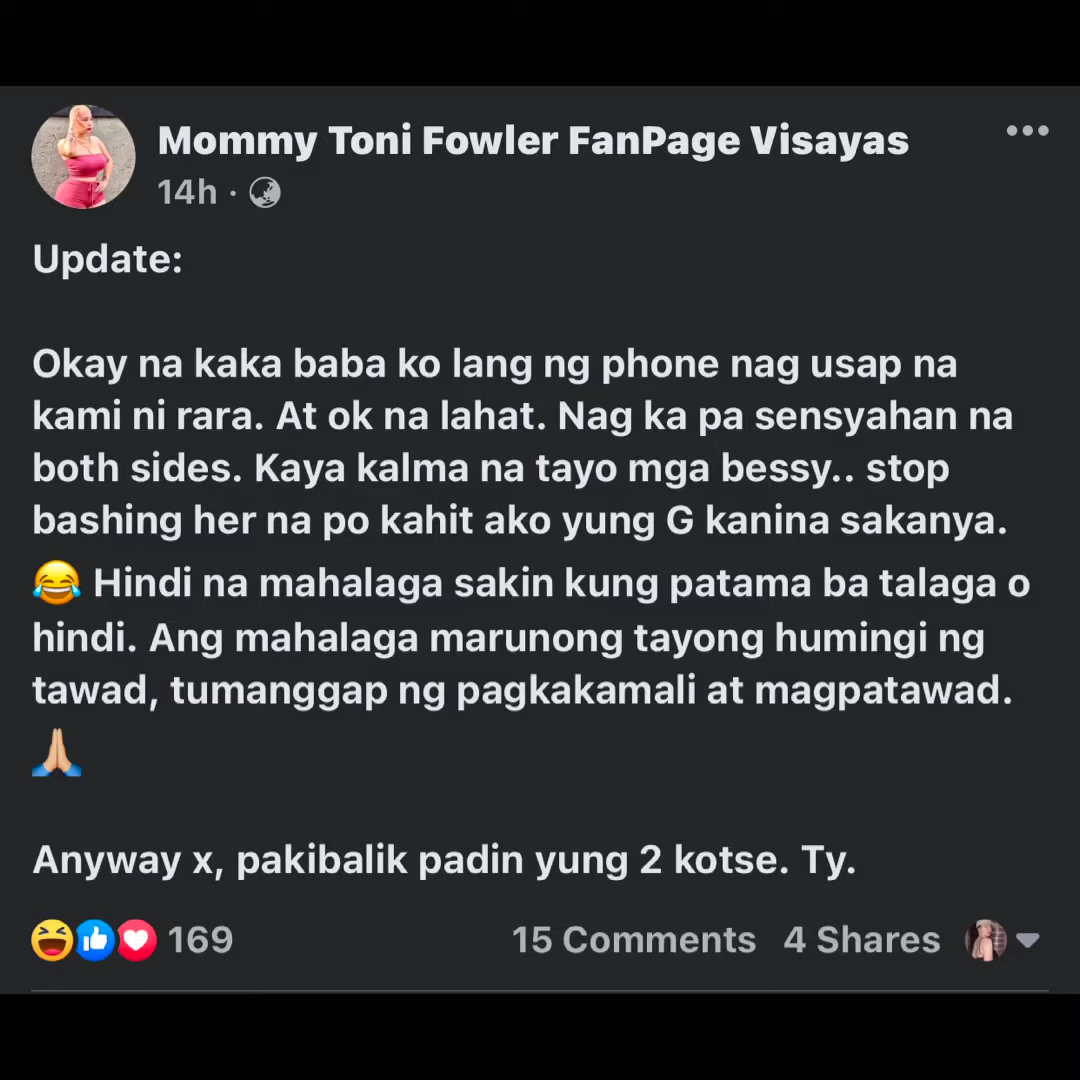 Mommy Toni Fowler FanPage Visayas
14h ·
Update:
Okay na kaka baba ko lang ng phone nag usap na
kami ni rara. At ok na lahat. Nag ka pa sensyahan na
both sides. Kaya kalma na tayo mga bessy.. stop
bashing her na po kahit ako yung G kanina sakanya.
😂 Hindi na mahalaga sakin kung patama ba talaga o
hindi. Ang mahalaga marunong tayong humingi ng
tawad, tumanggap ng pagkakamali at magpatawad.
🙏🏼
Anyway x, pakibalik padin yung 2 kotse. Ty.
169 15 Comments 4 Shares